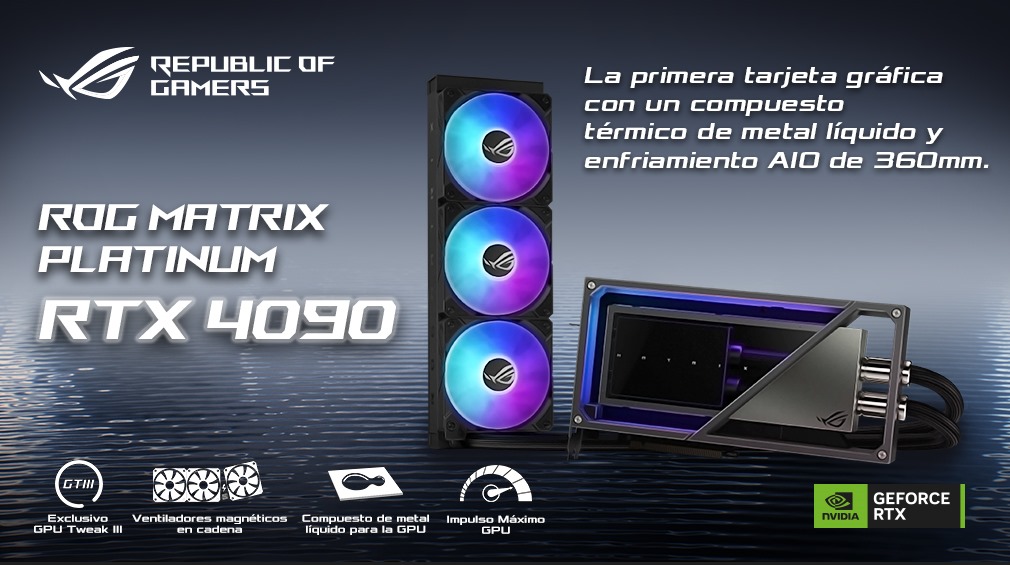 REPUBLIC OF
GAMERS
La primera tarjeta gráfica
con un compuesto
térmico de metal líquido y
enfriamiento AIO de 360mm.
ROG MATRIX
PLATINUM
RTX 4090
MATRIX
GTIII
Exclusivo
GPU Tweak III
Ventiladores magnéticos
en cadena
Compuesto de metal
líquido para la GPU
Impulso Máximo
GPU
NVIDIA
GEFORCE
RTX